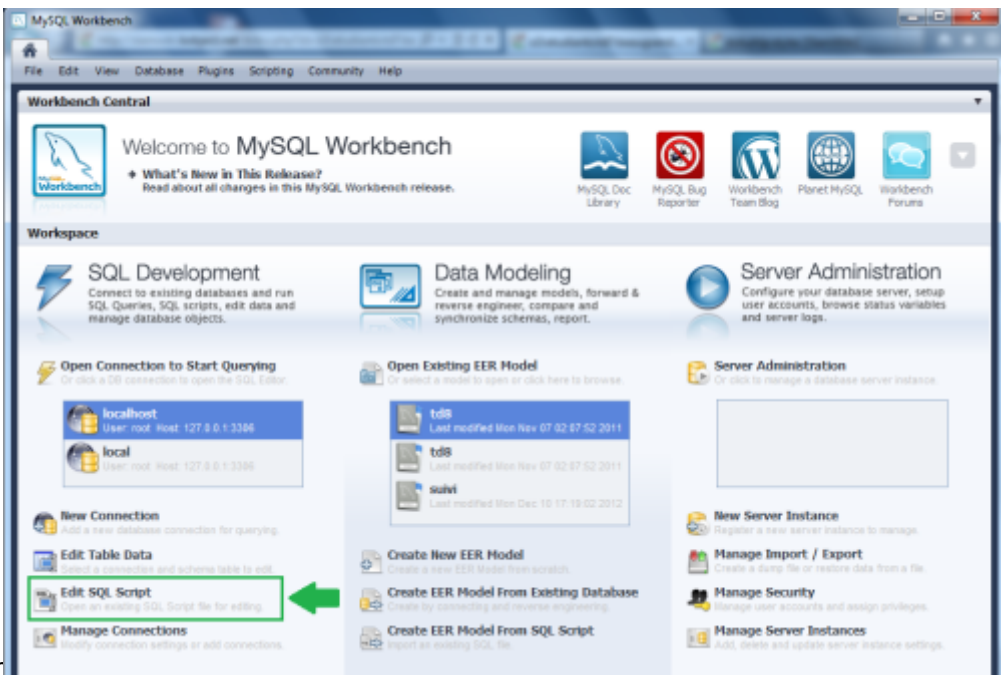 MySQL Workbench
File Edit View Database Plugins Scripting Community Help
Workbench Central
Workbench
Welcome to MySQL Workbench
What's New in This Release?
Read about all changes in this MySQL Workbench release.
MySQL Doc
Library
MySQL Bug
Reporter
Workbench
Team Blog
Planet MySQL
Workbench
Forums
Workspace
SQL Development
Connect to existing databases and run
SQL Queries, SQL scripts, edit data and
manage database objects.
Open Connection to Start Querying
Or click a DB connection to open the SQL Editor.
localhost
User: root Host: 127.0.0.1:3306
local
User: root Host: 127.0.0.1:3306
New Connection
Add a new database connection for querying.
Edit Table Data
Select a connection and schema table to edit.
Edit SQL Script
Open an existing SQL Script file for editing.
Manage Connections
Modify connection settings or add connections.
Data Modeling
Create and manage models, forward &
reverse engineer, compare and
synchronize schemas, report.
Open Existing EER Model
Or select a model to open or click here to browse.
td8
Last modified Mon Nov 07 02:07:52 2011
td8
Last modified Mon Nov 07 02:07:52 2011
suivi
Last modified Mon Dec 10 17:19:02 2012
Create New EER Model
Create a new EER Model from scratch.
Create EER Model From Existing Database
Create by connecting and reverse engineering.
Create EER Model From SQL Script
Import an existing SQL file.
Server Administration
Configure your database server, setup
user accounts, browse status variables
and server logs.
Server Administration
Or click to manage a database server instance.
New Server Instance
Register a new server instance to manage.
Manage Import / Export
Create a dump file or restore data from a file.
Manage Security
Manage user accounts and assign privileges.
Manage Server Instances
Add, delete and update server instance settings.